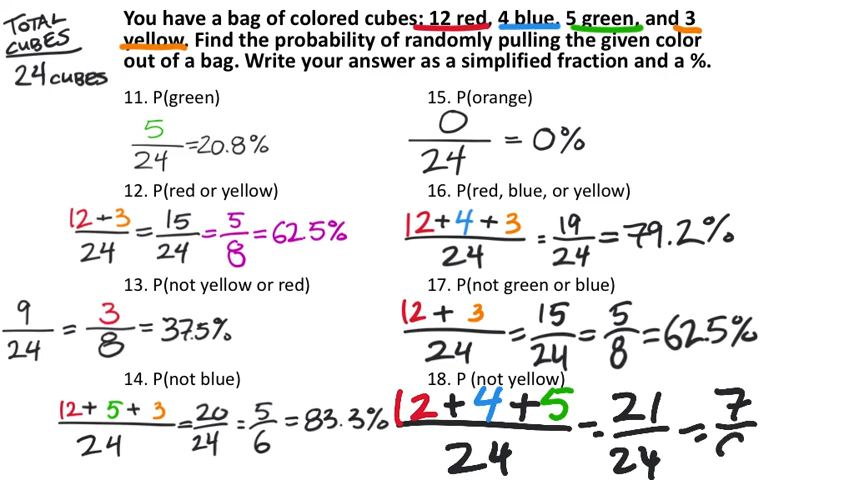 TOTAL CUBES
24 CUBES
You have a bag of colored cubes: 12 red, 4 blue, 5 green, and 3
yellow. Find the probability of randomly pulling the given color
out of a bag. Write your answer as a simplified fraction and a %.
11. P(green)
5/24 = 20.8%
12. P(red or yellow)
12+3/24 = 15/24 = 5/8 = 62.5%
13. P(not yellow or red)
9/24 = 3/8 = 37.5%
14. P(not blue)
12+5+3/24 = 20/24 = 5/6 = 83.3%
15. P(orange)
0/24 = 0%
16. P(red, blue, or yellow)
12+4+3/24 = 19/24 = 79.2%
17. P(not green or blue)
12+3/24 = 15/24 = 5/8 = 62.5%
18. P (not yellow)
12+4+5/24 = 21/24 = 7/